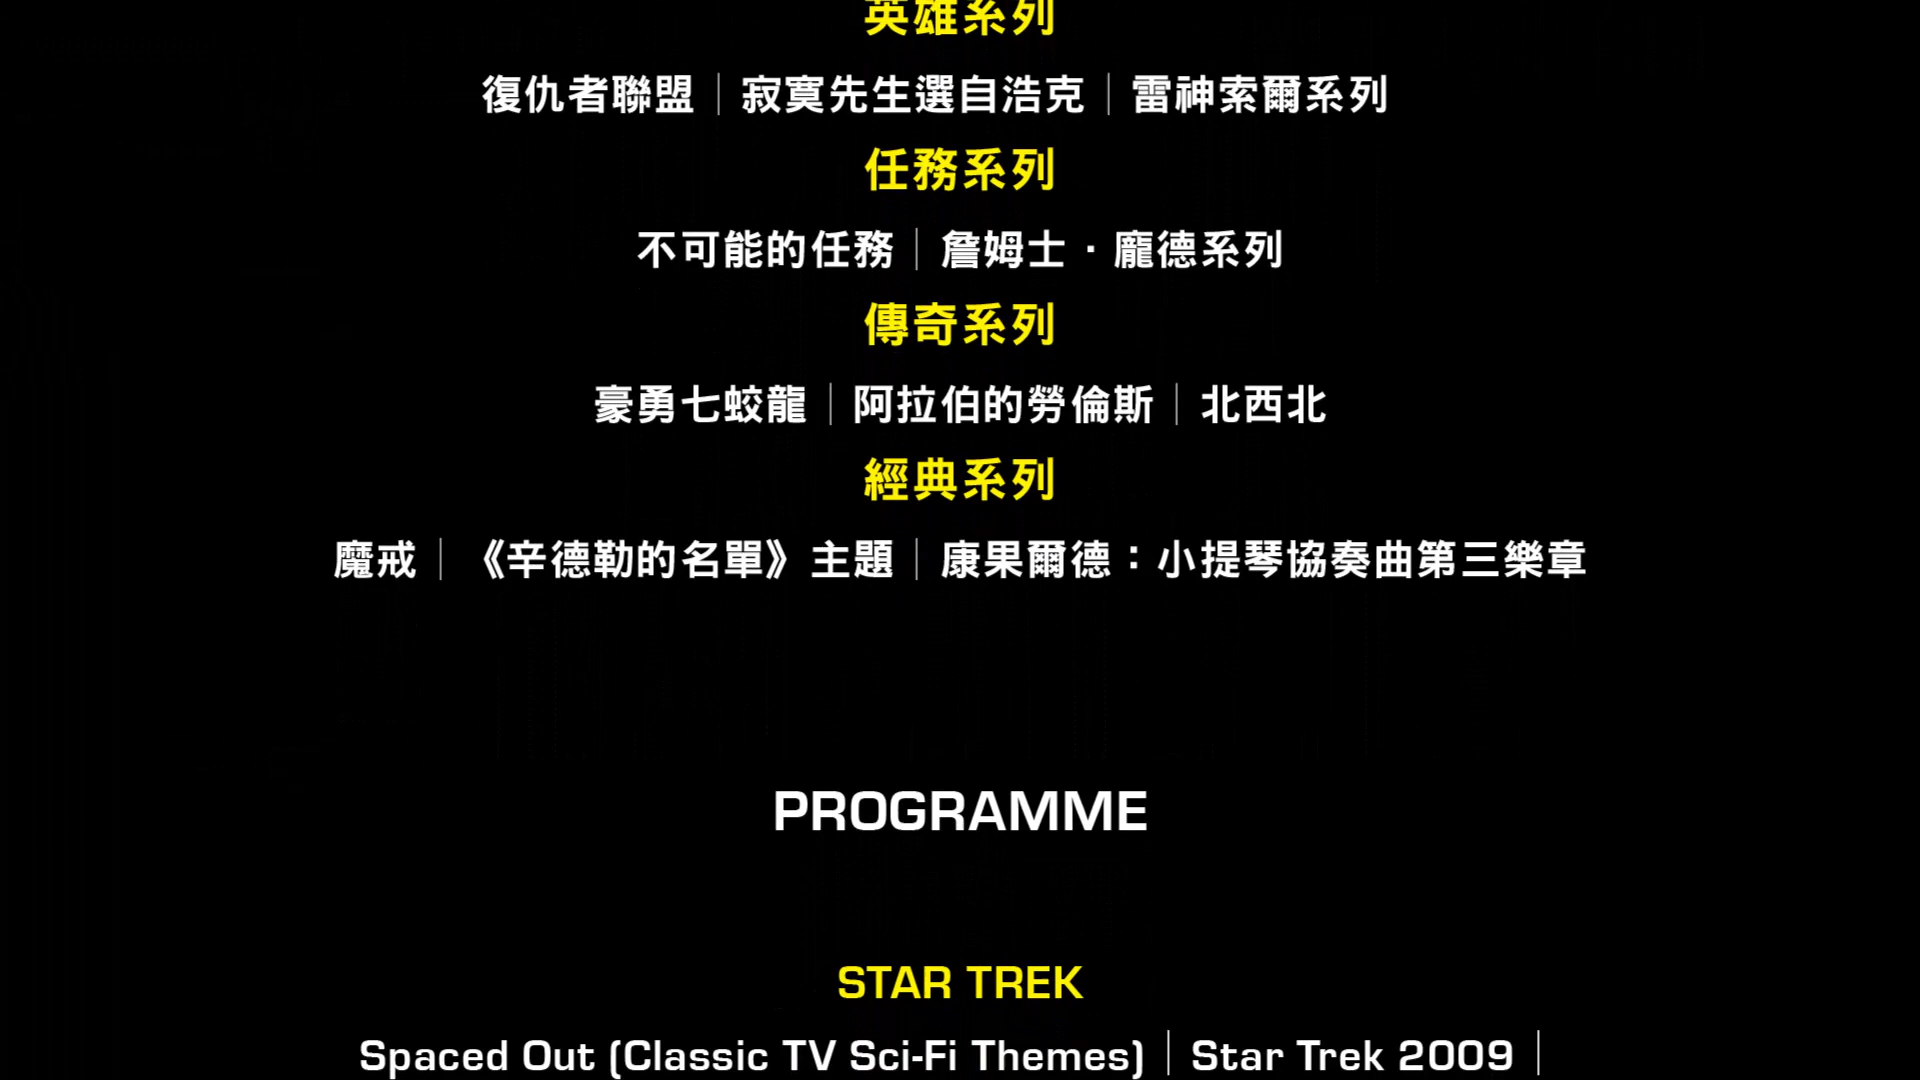 英雄系列
復仇者聯盟│寂寞先生選自浩克│雷神索爾系列
任務系列
不可能的任務│詹姆士·龐德系列
傳奇系列
豪勇七蛟龍│阿拉伯的勞倫斯│北西北
經典系列
魔戒│《辛德勒的名單》主題│康果爾德：小提琴協奏曲第三樂章
PROGRAMME
STAR TREK
Spaced Out (Classic TV Sci-Fi Themes)│Star Trek 2009│